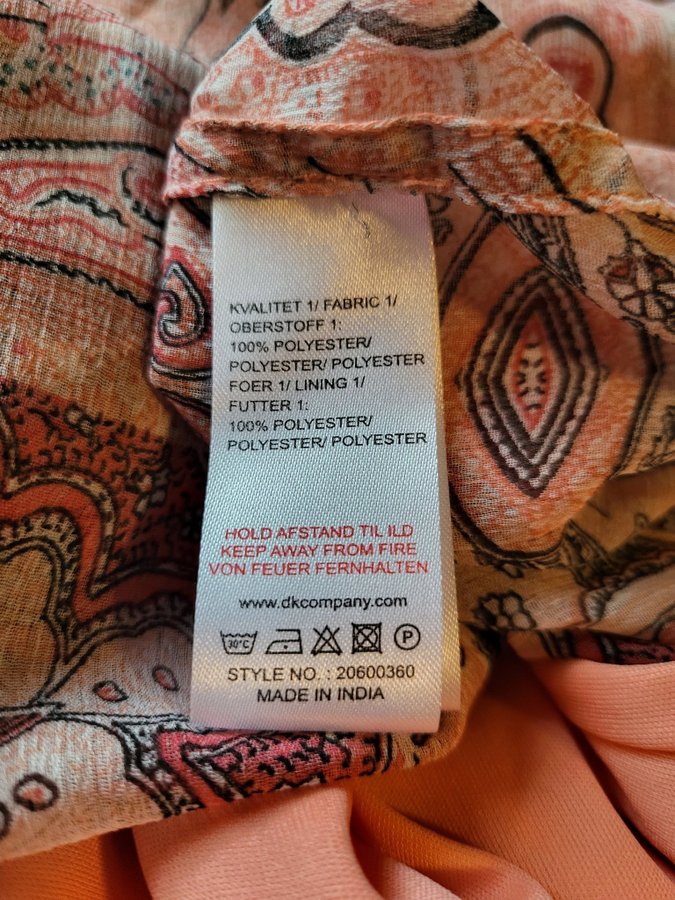 KVALITET 1/ FABRIC 1/
OBERSTOFF 1:
100% POLYESTER/
POLYESTER/ POLYESTER
FOER 1/ LINING 1/
FUTTER 1:
100% POLYESTER/
POLYESTER/ POLYESTER
HOLD AFSTAND TIL ILD
KEEP AWAY FROM FIRE
VON FEUER FERNHALTEN
www.dkcompany.com
30°C P
STYLE NO. : 20600360
MADE IN INDIA